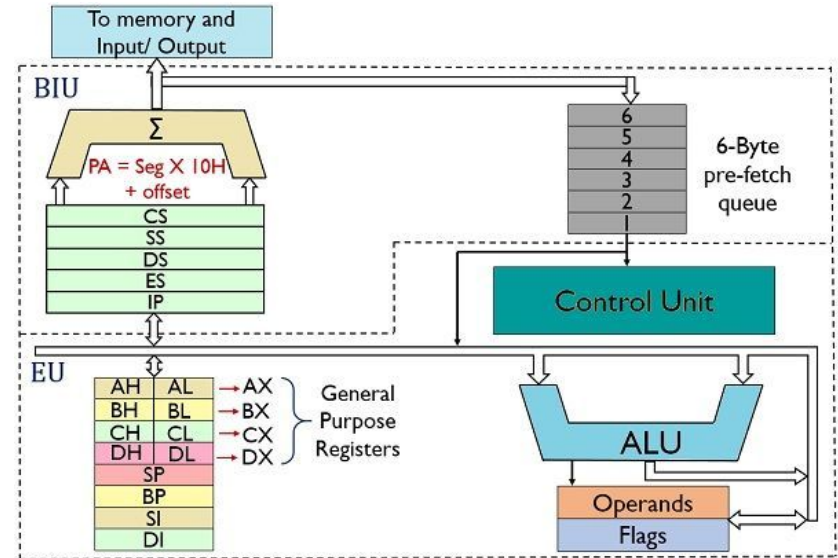 To memory and
Input/ Output
BIU
Σ
PA = Seg X 10H
+ offset
CS
SS
DS
ES
IP
6
5
4
3
2
1
6-Byte
pre-fetch
queue
Control Unit
EU
AH AL AX
BH BL BX
CH CL CX
DH DL DX
SP
BP
SI
DI
General
Purpose
Registers
ALU
Operands
Flags